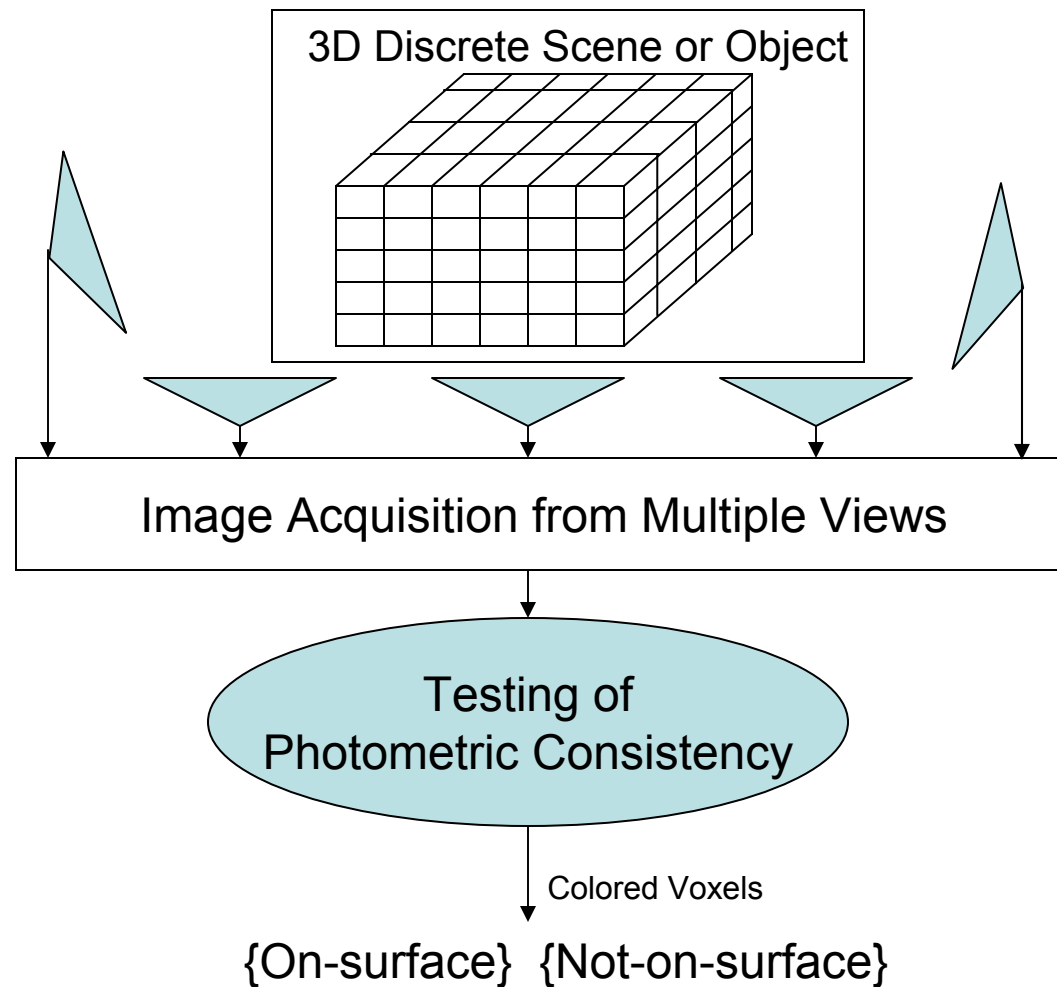 3D Discrete Scene or Object
Image Acquisition from Multiple Views
Testing of
Photometric Consistency
Colored Voxels
{On-surface} {Not-on-surface}